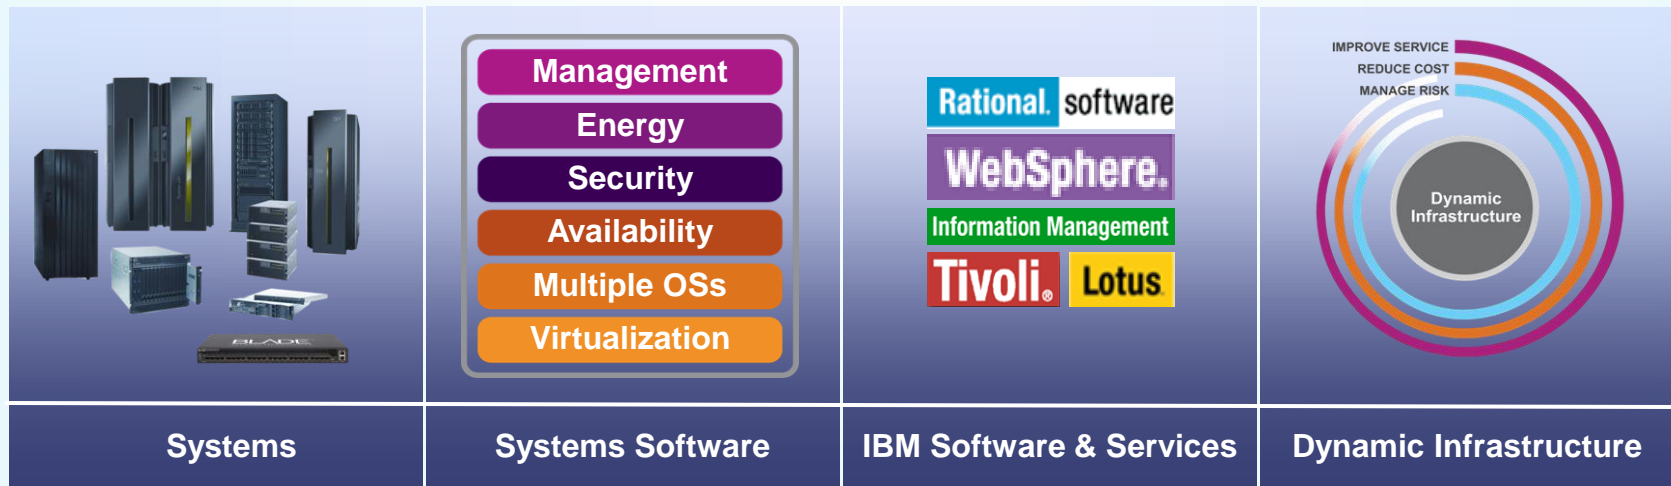 BLADE
Systems
Management
Energy
Security
Availability
Multiple OSs
Virtualization
Systems Software
Rational. software
WebSphere.
Information Management
Tivoli® Lotus.
IBM Software & Services
IMPROVE SERVICE
REDUCE COST
MANAGE RISK
Dynamic
Infrastructure
Dynamic Infrastructure